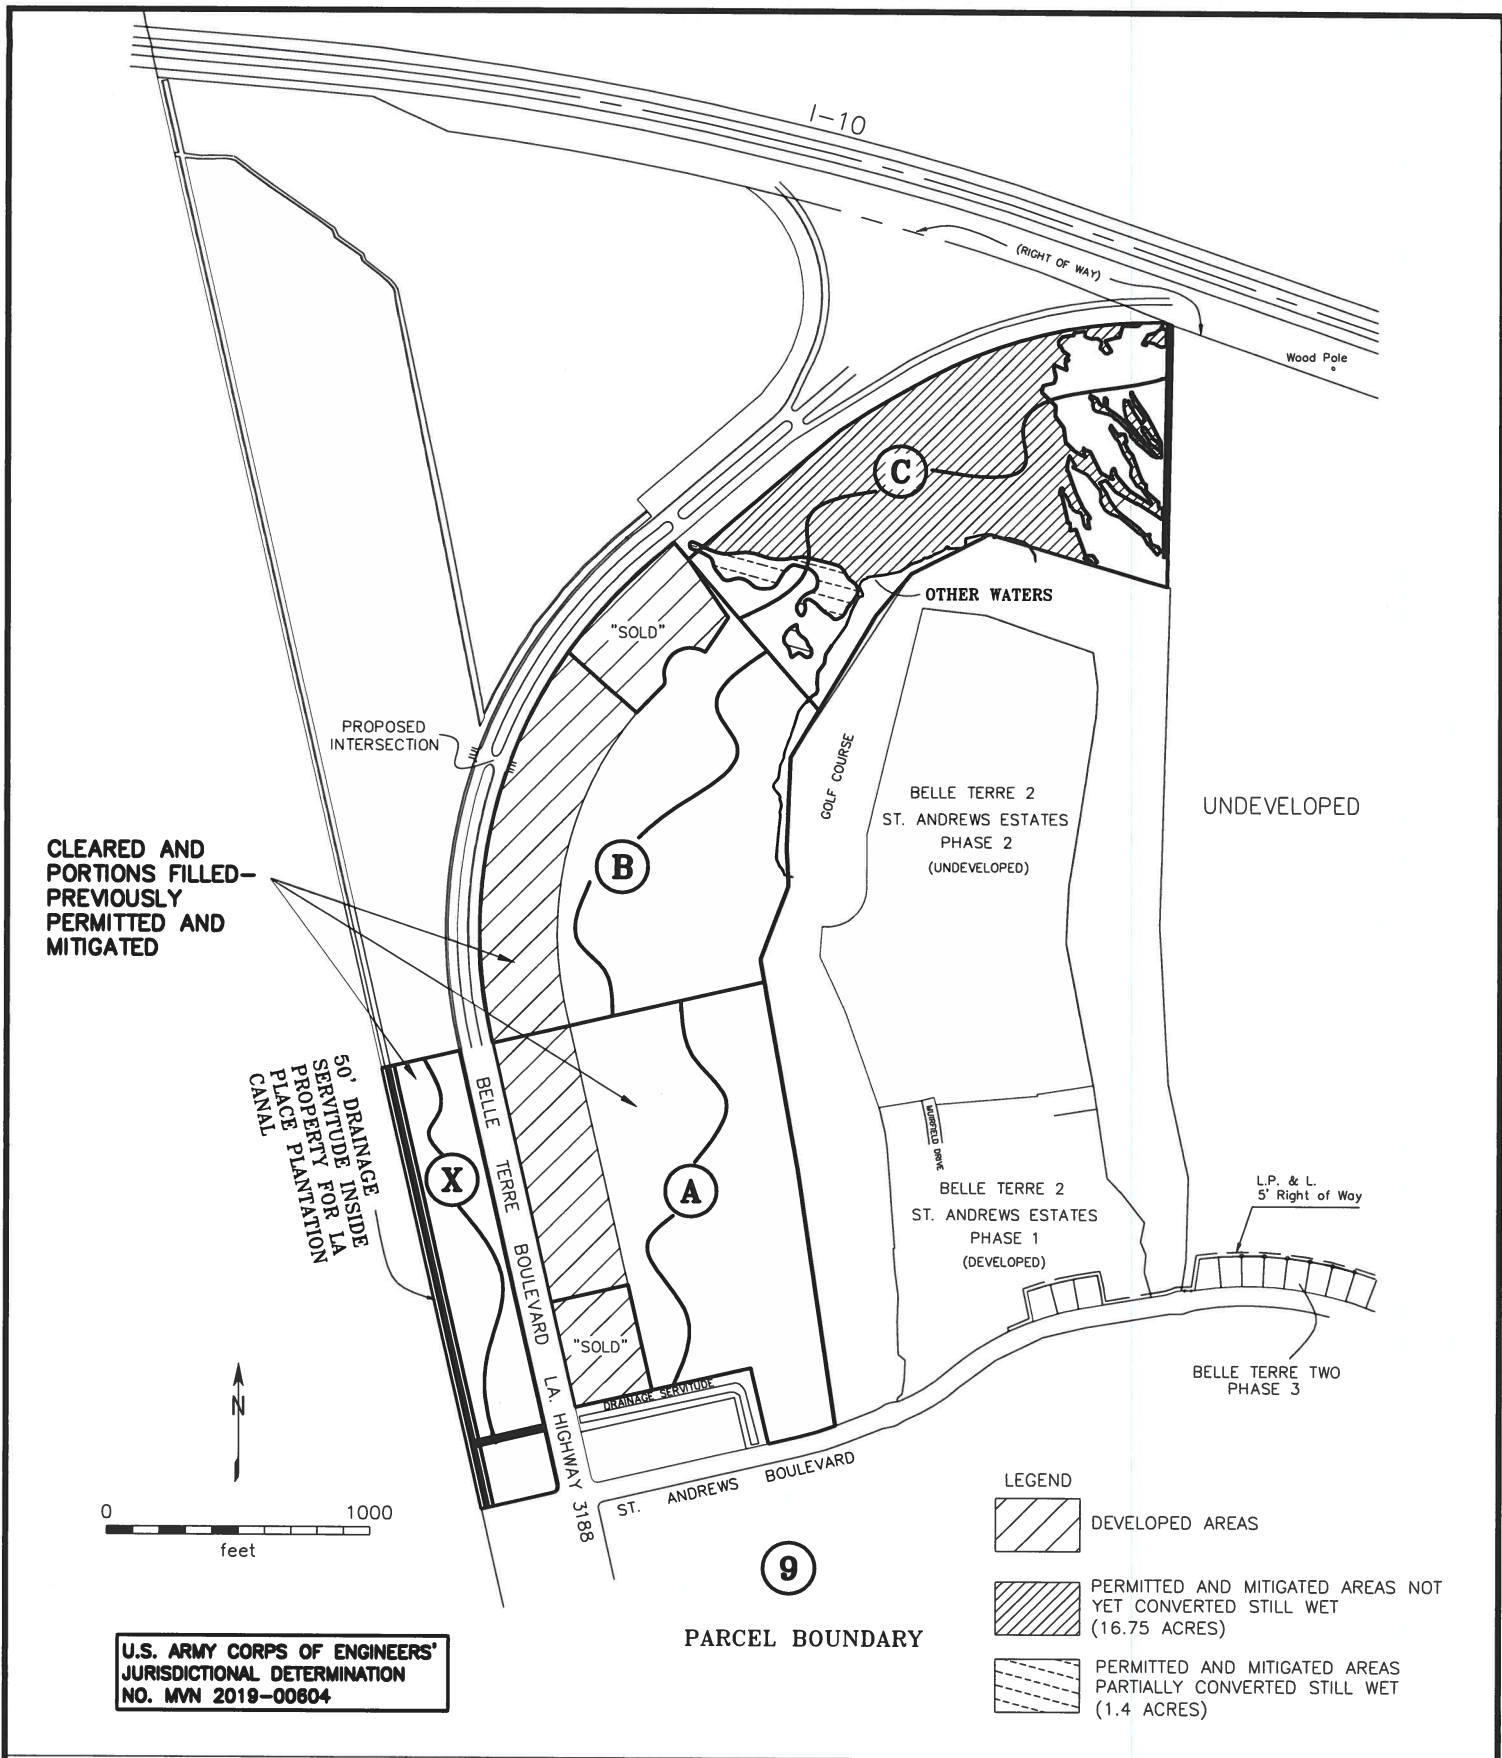 I-10
(RIGHT OF WAY)
Wood Pole
C
OTHER WATERS
"SOLD"
PROPOSED
INTERSECTION
GOLF COURSE
BELLE TERRE 2
ST. ANDREWS ESTATES
PHASE 2
(UNDEVELOPED)
UNDEVELOPED
CLEARED AND
PORTIONS FILLED-
PREVIOUSLY
PERMITTED AND
MITIGATED
B
50' DRAINAGE
SERVITUDE INSIDE
PROPERTY FOR LA
PLACE PLANTATION
CANAL
X
A
BELLE TERRE BOULEVARD LA. HIGHWAY 3188
MUIRFIELD DRIVE
BELLE TERRE 2
ST. ANDREWS ESTATES
PHASE 1
(DEVELOPED)
L.P. & L.
5' Right of Way
"SOLD"
DRAINAGE SERVITUDE
BELLE TERRE TWO
PHASE 3
ST. ANDREWS BOULEVARD
N
0 1000
feet
9
PARCEL BOUNDARY
LEGEND
DEVELOPED AREAS
PERMITTED AND MITIGATED AREAS NOT
YET CONVERTED STILL WET
(16.75 ACRES)
PERMITTED AND MITIGATED AREAS
PARTIALLY CONVERTED STILL WET
(1.4 ACRES)
U.S. ARMY CORPS OF ENGINEERS'
JURISDICTIONAL DETERMINATION
NO. MVN 2019-00604